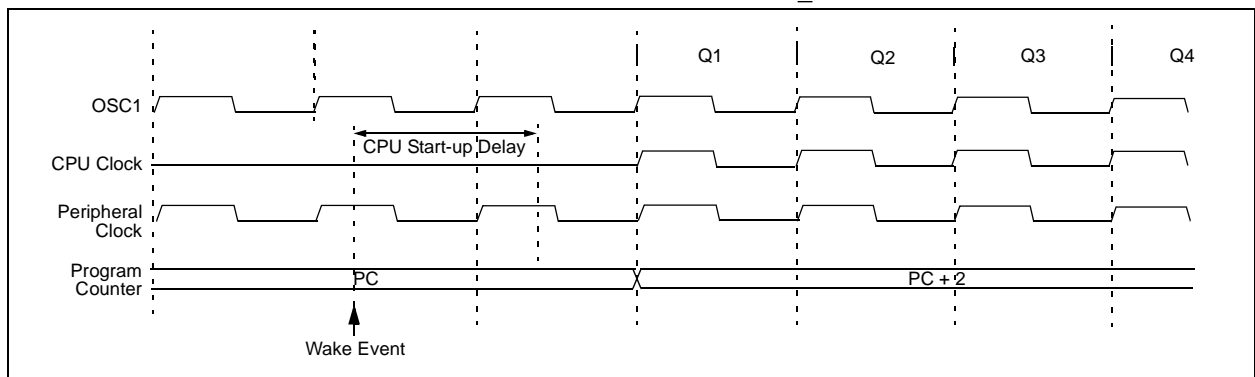 Q1 Q2 Q3 Q4
OSC1
CPU Start-up Delay
CPU Clock
Peripheral
Clock
Program
Counter
PC PC + 2
Wake Event